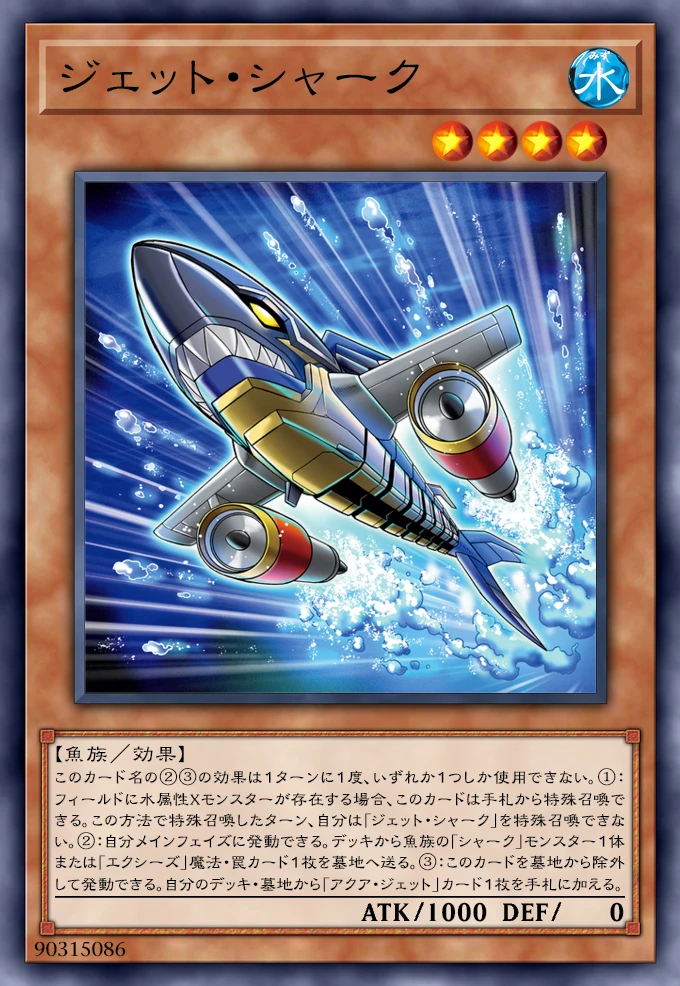 ジェット・シャーク
みず
水
【魚族／効果】
このカード名の②③の効果は1ターンに1度、いずれか1つしか使用できない。①：
フィールドに水属性Xモンスターが存在する場合、このカードは手札から特殊召喚で
きる。この方法で特殊召喚したターン、自分は「ジェット・シャーク」を特殊召喚できな
い。②：自分メインフェイズに発動できる。デッキから魚族の「シャーク」モンスター1体
または「エクシーズ」魔法・罠カード1枚を墓地へ送る。③：このカードを墓地から除外
して発動できる。自分のデッキ・墓地から「アクア・ジェット」カード1枚を手札に加える。
ATK/1000 DEF/ 0
90315086